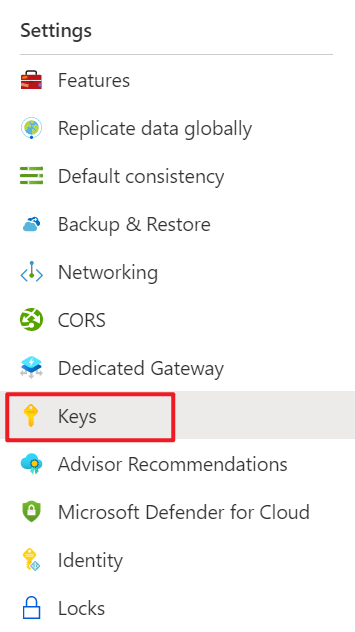 Settings
Features
Replicate data globally
Default consistency
Backup & Restore
Networking
CORS
Dedicated Gateway
Keys
Advisor Recommendations
Microsoft Defender for Cloud
Identity
Locks